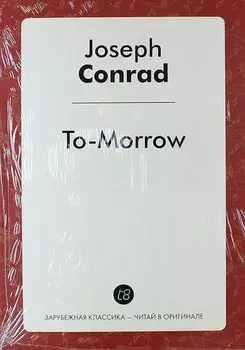 Joseph
Conrad
To-Morrow
t8
ЗАРУБЕЖНАЯ КЛАССИКА — ЧИТАЙ В ОРИГИНАЛЕ